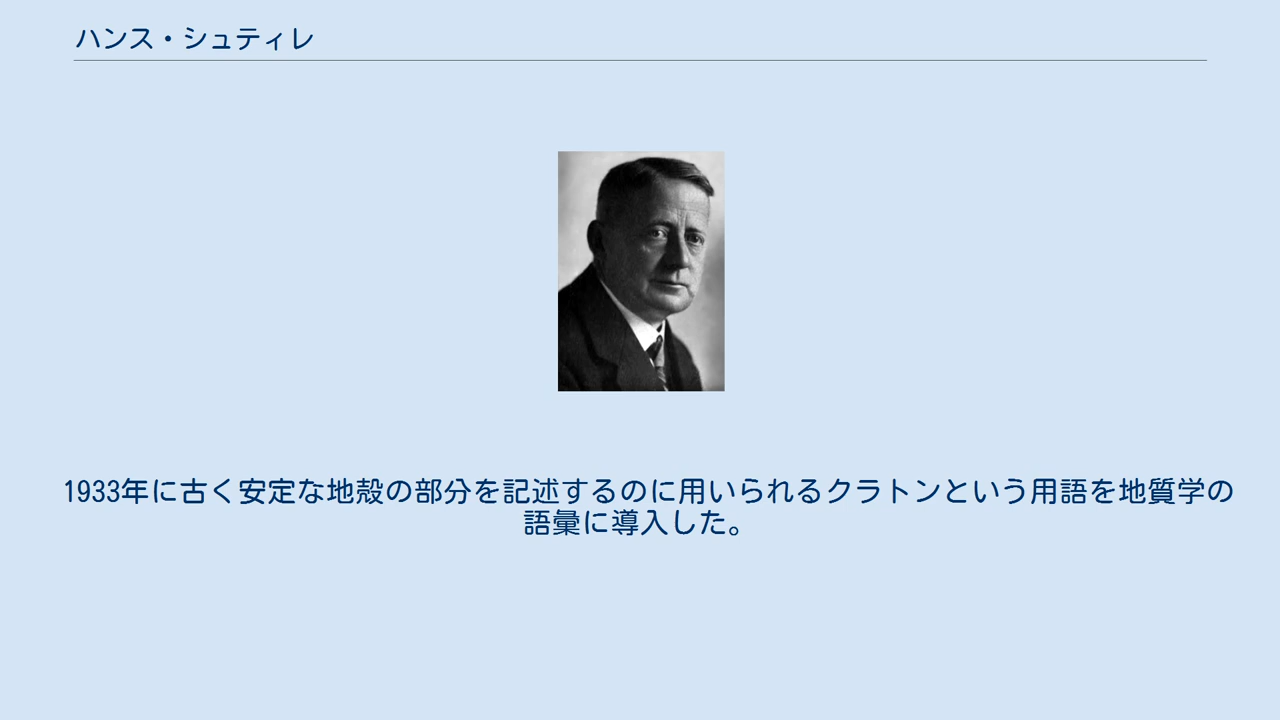 ハンス・シュティレ
1933年に古く安定な地殻の部分を記述するのに用いられるクラトンという用語を地質学の
語彙に導入した。